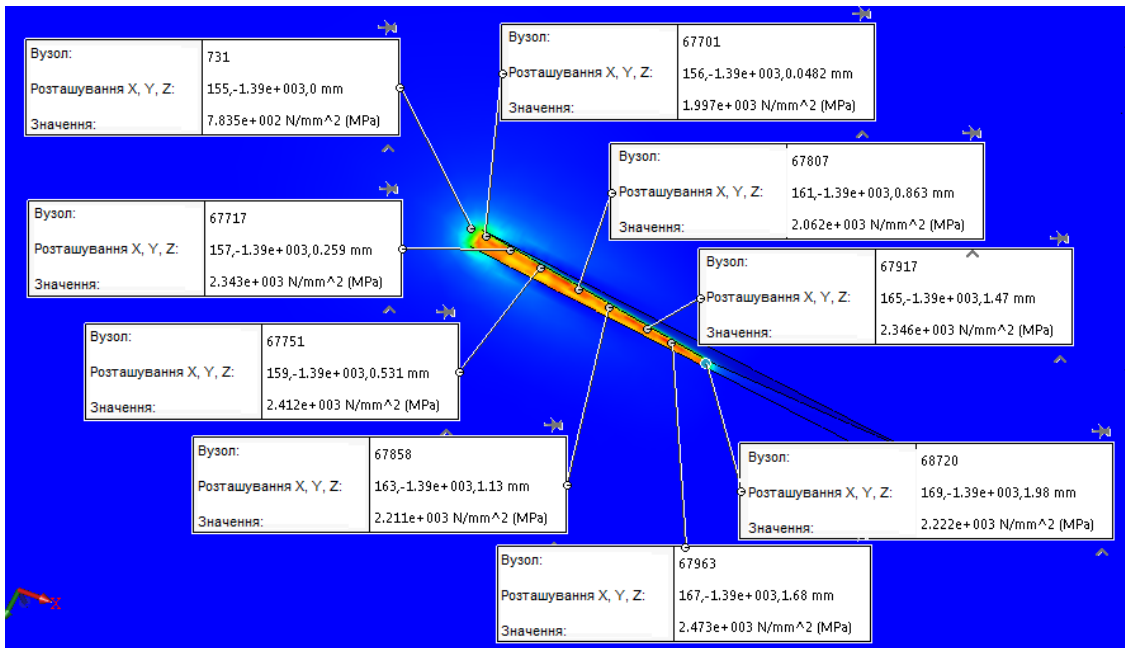 Вузол: 731
Розташування X, Y, Z: 155,-1.39e+003,0 mm
Значення: 7.835e+002 N/mm^2 (MPa)
Вузол: 67701
Розташування X, Y, Z: 156,-1.39e+003,0.0482 mm
Значення: 1.997e+003 N/mm^2 (MPa)
Вузол: 67807
Розташування X, Y, Z: 161,-1.39e+003,0.863 mm
Значення: 2.062e+003 N/mm^2 (MPa)
Вузол: 67717
Розташування X, Y, Z: 157,-1.39e+003,0.259 mm
Значення: 2.343e+003 N/mm^2 (MPa)
Вузол: 67917
Розташування X, Y, Z: 165,-1.39e+003,1.47 mm
Значення: 2.346e+003 N/mm^2 (MPa)
Вузол: 67751
Розташування X, Y, Z: 159,-1.39e+003,0.531 mm
Значення: 2.412e+003 N/mm^2 (MPa)
Вузол: 67858
Розташування X, Y, Z: 163,-1.39e+003,1.13 mm
Значення: 2.211e+003 N/mm^2 (MPa)
Вузол: 68720
Розташування X, Y, Z: 169,-1.39e+003,1.98 mm
Значення: 2.222e+003 N/mm^2 (MPa)
Вузол: 67963
Розташування X, Y, Z: 167,-1.39e+003,1.68 mm
Значення: 2.473e+003 N/mm^2 (MPa)
X